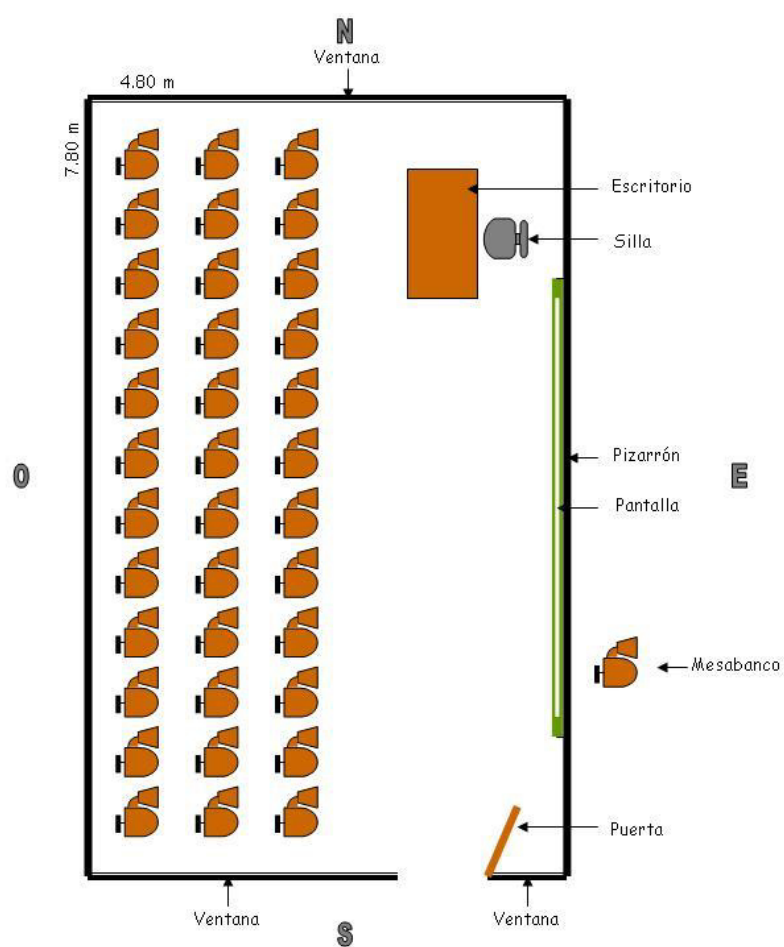 N
Ventana
4.80 m
7.80 m
Escritorio
Silla
Pizarrón
O
E
Pantalla
Mesabanco
Puerta
Ventana
Ventana
S